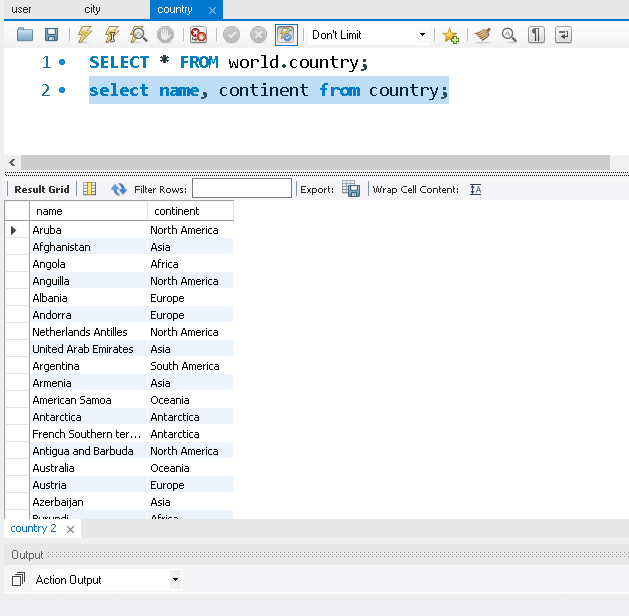 user city country
Don't Limit
1 SELECT * FROM world.country;
2 select name, continent from country;
Result Grid Filter Rows: Export: Wrap Cell Content:
name continent
Aruba North America
Afghanistan Asia
Angola Africa
Anguilla North America
Albania Europe
Andorra Europe
Netherlands Antilles North America
United Arab Emirates Asia
Argentina South America
Armenia Asia
American Samoa Oceania
Antarctica Antarctica
French Southern ter... Antarctica
Antigua and Barbuda North America
Australia Oceania
Austria Europe
Azerbaijan Asia
Burundi Africa
country 2
Output
Action Output